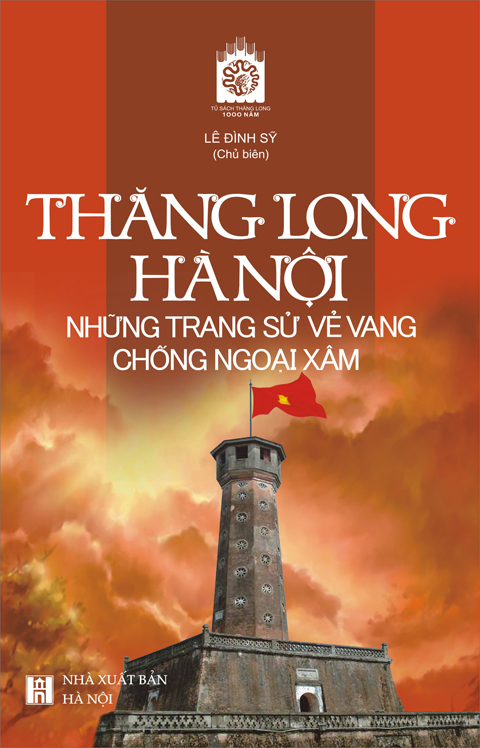 TỦ SÁCH THĂNG LONG
1000 NĂM
LÊ ĐÌNH SỸ
(Chủ biên)
THĂNG LONG
HÀ NỘI
NHỮNG TRANG SỬ VẺ VANG
CHỐNG NGOẠI XÂM
NHÀ XUẤT BẢN
HÀ NỘI